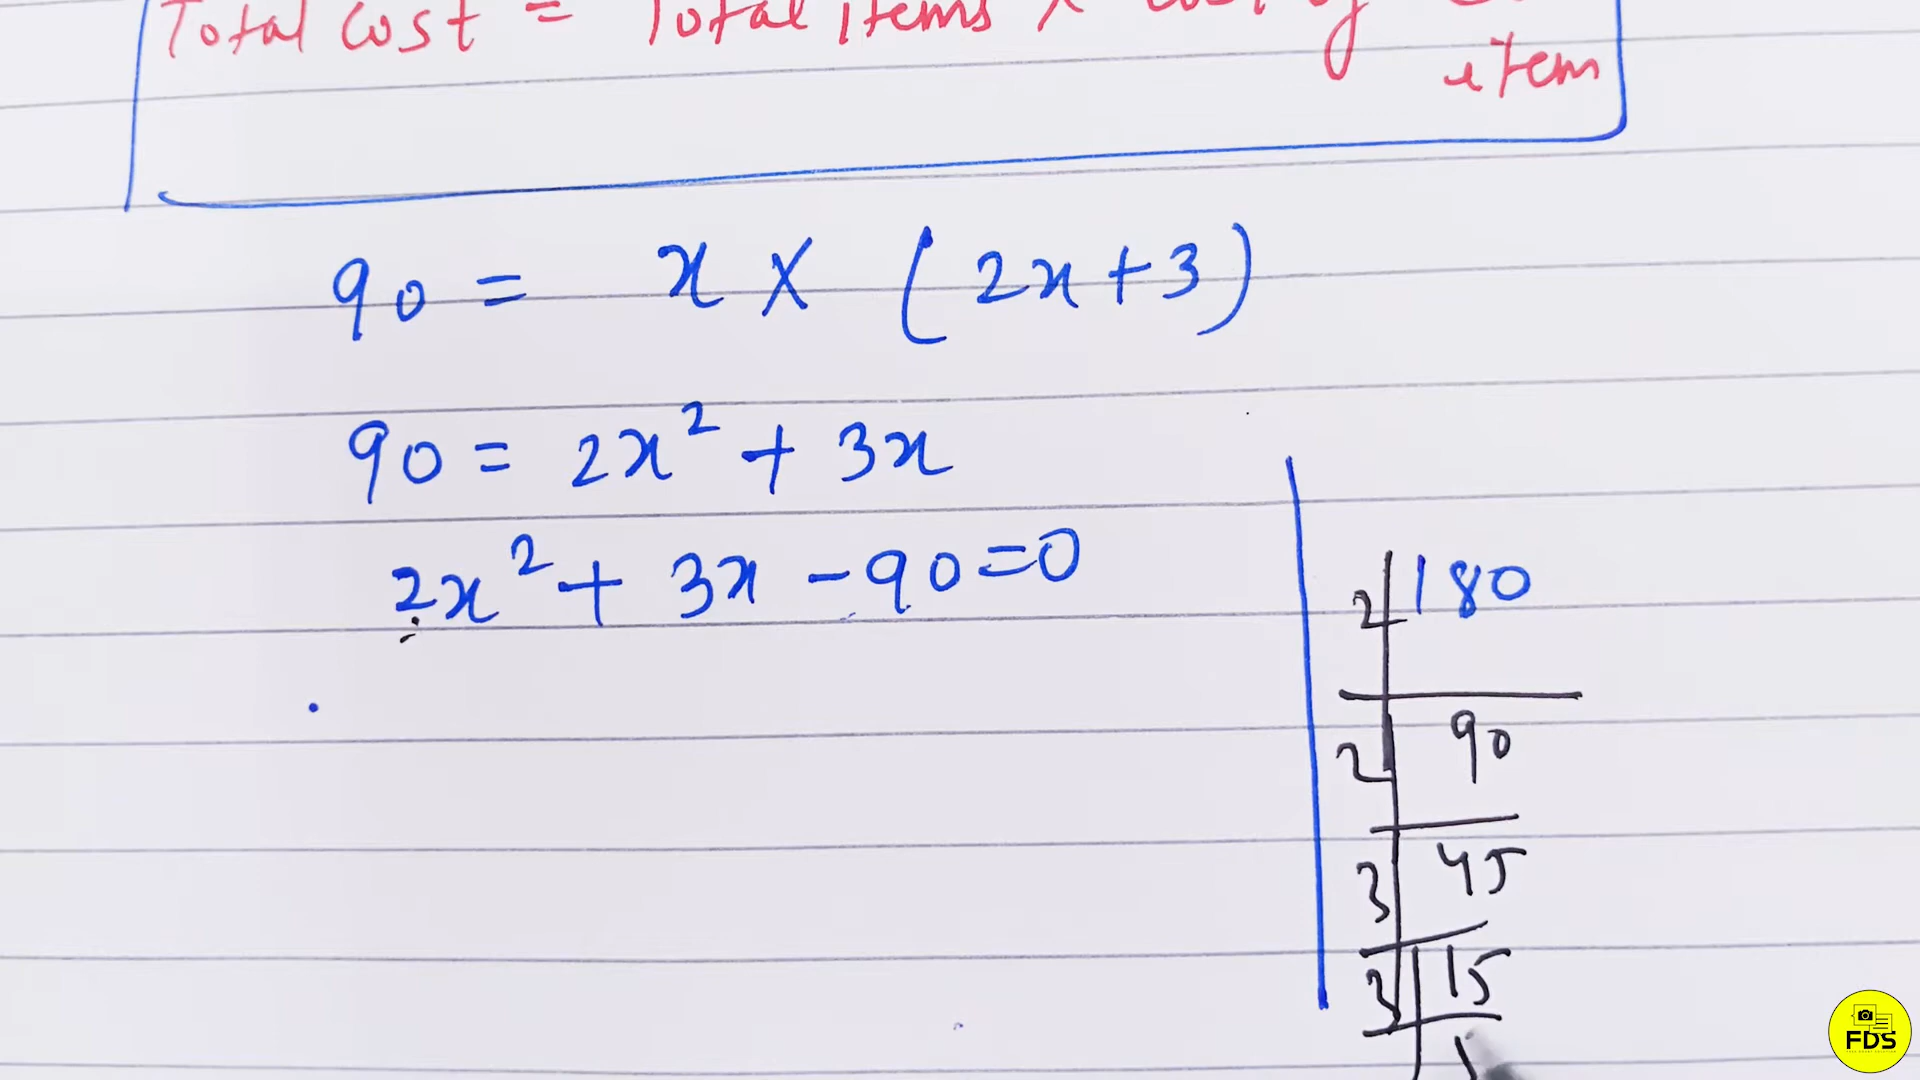 Total cost = Total items × cost of
item
90 = x × (2x+3)
90 = 2x² + 3x
2x² + 3x - 90=0
2 180
2 90
3 45
3 15
FDS